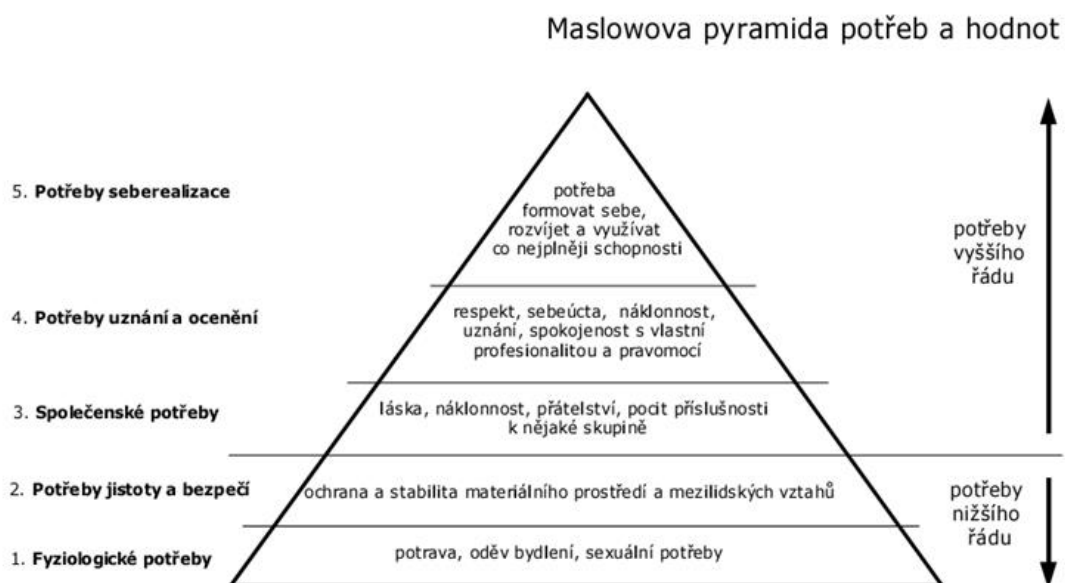 Maslowova pyramida potřeb a hodnot
5. Potřeby seberealizace
potřeba
formovat sebe,
rozvíjet a využívat
co nejplněji schopnosti
potřeby
vyššího
řádu
4. Potřeby uznání a ocenění
respekt, sebeúcta, náklonnost,
uznání, spokojenost s vlastní
profesionalitou a pravomocí
3. Společenské potřeby
láska, náklonnost, přátelství, pocit příslušnosti
k nějaké skupině
2. Potřeby jistoty a bezpečí
ochrana a stabilita materiálního prostředí a mezilidských vztahů
potřeby
nižšího
řádu
1. Fyziologické potřeby
potrava, oděv bydlení, sexuální potřeby